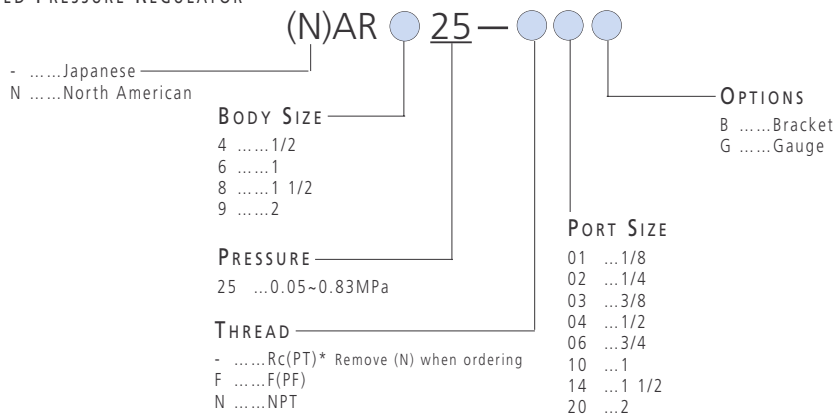 PRESSURE REGULATOR
(N)AR 25 —
- ......Japanese
N ......North American
BODY SIZE
4 ......1/2
6 ......1
8 ......1 1/2
9 ......2
OPTIONS
B ......Bracket
G ......Gauge
PRESSURE
25 ...0.05~0.83MPa
PORT SIZE
01 ...1/8
02 ...1/4
03 ...3/8
04 ...1/2
06 ...3/4
10 ...1
14 ...1 1/2
20 ...2
THREAD
- ......Rc(PT)* Remove (N) when ordering
F ......F(PF)
N ......NPT